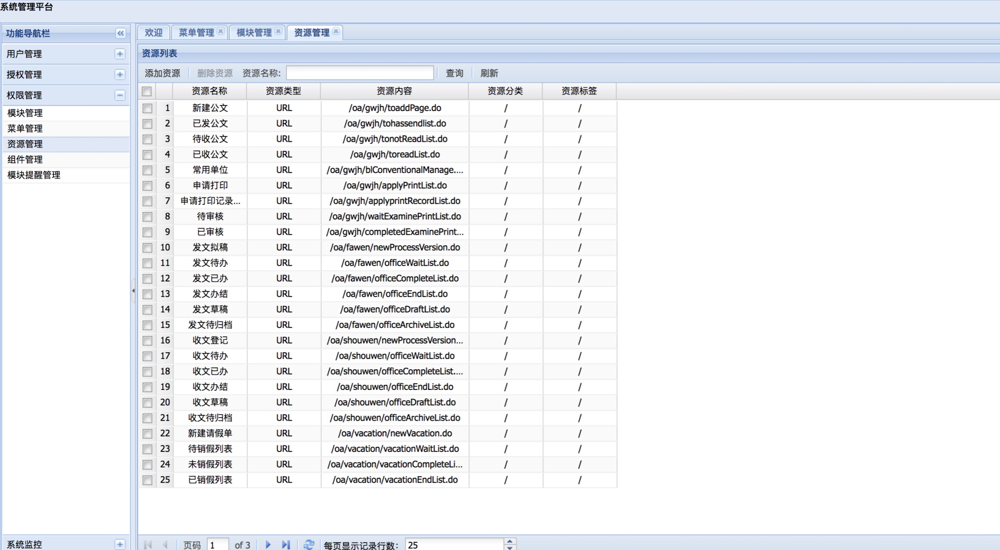 系统管理平台
功能导航栏
用户管理
授权管理
权限管理
模块管理
菜单管理
资源管理
组件管理
模块提醒管理
系统监控
欢迎 菜单管理 模块管理 资源管理
资源列表
添加资源 删除资源 资源名称: 查询 刷新
资源名称 资源类型 资源内容 资源分类 资源标签
1 新建公文 URL /oa/gwjh/toaddPage.do / /
2 已发公文 URL /oa/gwjh/tohassendlist.do / /
3 待收公文 URL /oa/gwjh/tonotReadList.do / /
4 已收公文 URL /oa/gwjh/toreadList.do / /
5 常用单位 URL /oa/gwjh/blConventionalManage.... / /
6 申请打印 URL /oa/gwjh/applyPrintList.do / /
7 申请打印记录... URL /oa/gwjh/applyprintRecordList.do / /
8 待审核 URL /oa/gwjh/waitExaminePrintList.do / /
9 已审核 URL /oa/gwjh/completedExaminePrint... / /
10 发文拟稿 URL /oa/fawen/newProcessVersion.do / /
11 发文待办 URL /oa/fawen/officeWaitList.do / /
12 发文已办 URL /oa/fawen/officeCompleteList.do / /
13 发文办结 URL /oa/fawen/officeEndList.do / /
14 发文草稿 URL /oa/fawen/officeDraftList.do / /
15 发文待归档 URL /oa/fawen/officeArchiveList.do / /
16 收文登记 URL /oa/shouwen/newProcessVersion... / /
17 收文待办 URL /oa/shouwen/officeWaitList.do / /
18 收文已办 URL /oa/shouwen/officeCompleteList.... / /
19 收文办结 URL /oa/shouwen/officeEndList.do / /
20 收文草稿 URL /oa/shouwen/officeDraftList.do / /
21 收文待归档 URL /oa/shouwen/officeArchiveList.do / /
22 新建请假单 URL /oa/vacation/newVacation.do / /
23 待销假列表 URL /oa/vacation/vacationWaitList.do / /
24 未销假列表 URL /oa/vacation/vacationCompleteLi... / /
25 已销假列表 URL /oa/vacation/vacationEndList.do / /
页码 1 of 3 每页显示记录行数: 25